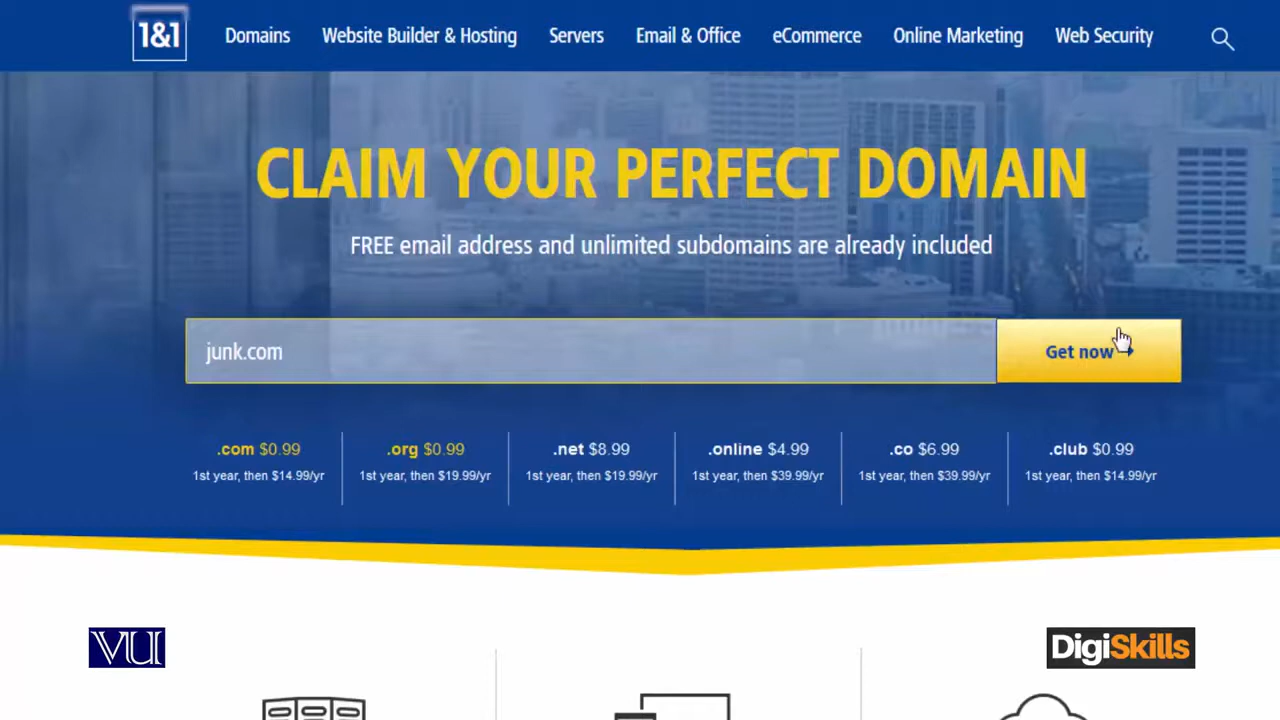 1&1
Domains
Website Builder & Hosting
Servers
Email & Office
eCommerce
Online Marketing
Web Security
CLAIM YOUR PERFECT DOMAIN
FREE email address and unlimited subdomains are already included
junk.com
Get now
.com $0.99
1st year, then $14.99/yr
.org $0.99
1st year, then $19.99/yr
.net $8.99
1st year, then $19.99/yr
.online $4.99
1st year, then $39.99/yr
.co $6.99
1st year, then $39.99/yr
.club $0.99
1st year, then $14.99/yr
VU
DigiSkills